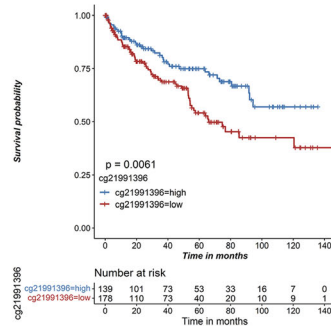 1.00
0.75
0.50
0.25
0.00
Survival probability
p = 0.0061
cg21991396
cg21991396=high
cg21991396=low
0 20 40 60 80 100 120 140
Time in months
Number at risk
cg21991396
cg21991396=high 139 101 73 53 33 16 7 0
cg21991396=low 178 110 73 40 20 10 9 1
0 20 40 60 80 100 120 140
Time in months